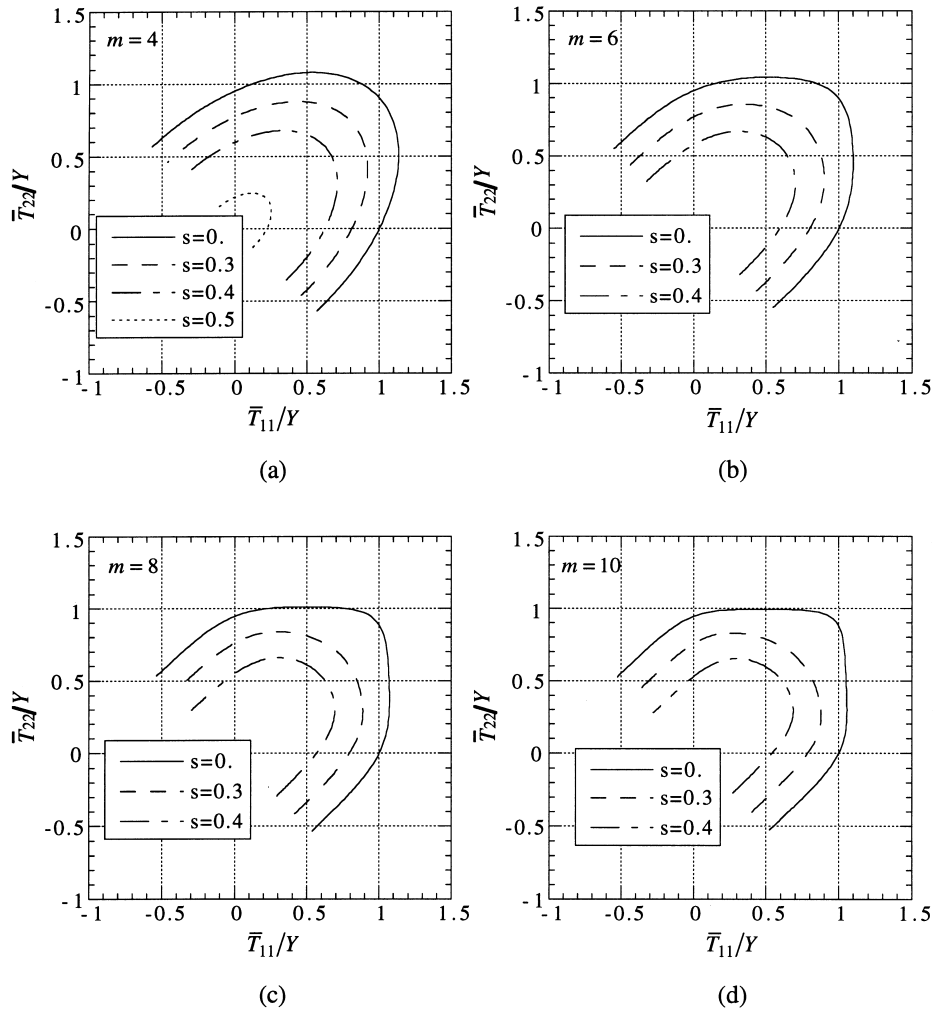 m = 4
1.5
1
0.5
0
-0.5
-1
T̅22/Y
s=0.
s=0.3
s=0.4
s=0.5
-1 -0.5 0 0.5 1 1.5
T̅11/Y
(a)
m = 6
1.5
1
0.5
0
-0.5
-1
T̅22/Y
s=0.
s=0.3
s=0.4
-1 -0.5 0 0.5 1 1.5
T̅11/Y
(b)
m = 8
1.5
1
0.5
0
-0.5
-1
T̅22/Y
s=0.
s=0.3
s=0.4
-1 -0.5 0 0.5 1 1.5
T̅11/Y
(c)
m = 10
1.5
1
0.5
0
-0.5
-1
T̅22/Y
s=0.
s=0.3
s=0.4
-1 -0.5 0 0.5 1 1.5
T̅11/Y
(d)